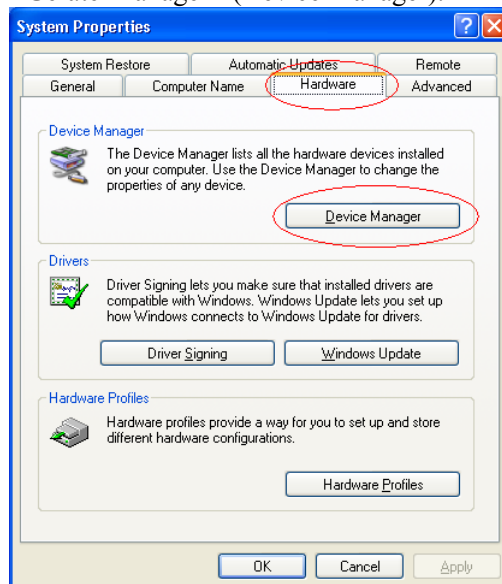 (Device Manager).
System Properties
System Restore Automatic Updates Remote
General Computer Name Hardware Advanced
Device Manager
The Device Manager lists all the hardware devices installed
on your computer. Use the Device Manager to change the
properties of any device.
Device Manager
Drivers
Driver Signing lets you make sure that installed drivers are
compatible with Windows. Windows Update lets you set up
how Windows connects to Windows Update for drivers.
Driver Signing Windows Update
Hardware Profiles
Hardware profiles provide a way for you to set up and store
different hardware configurations.
Hardware Profiles
OK Cancel Apply